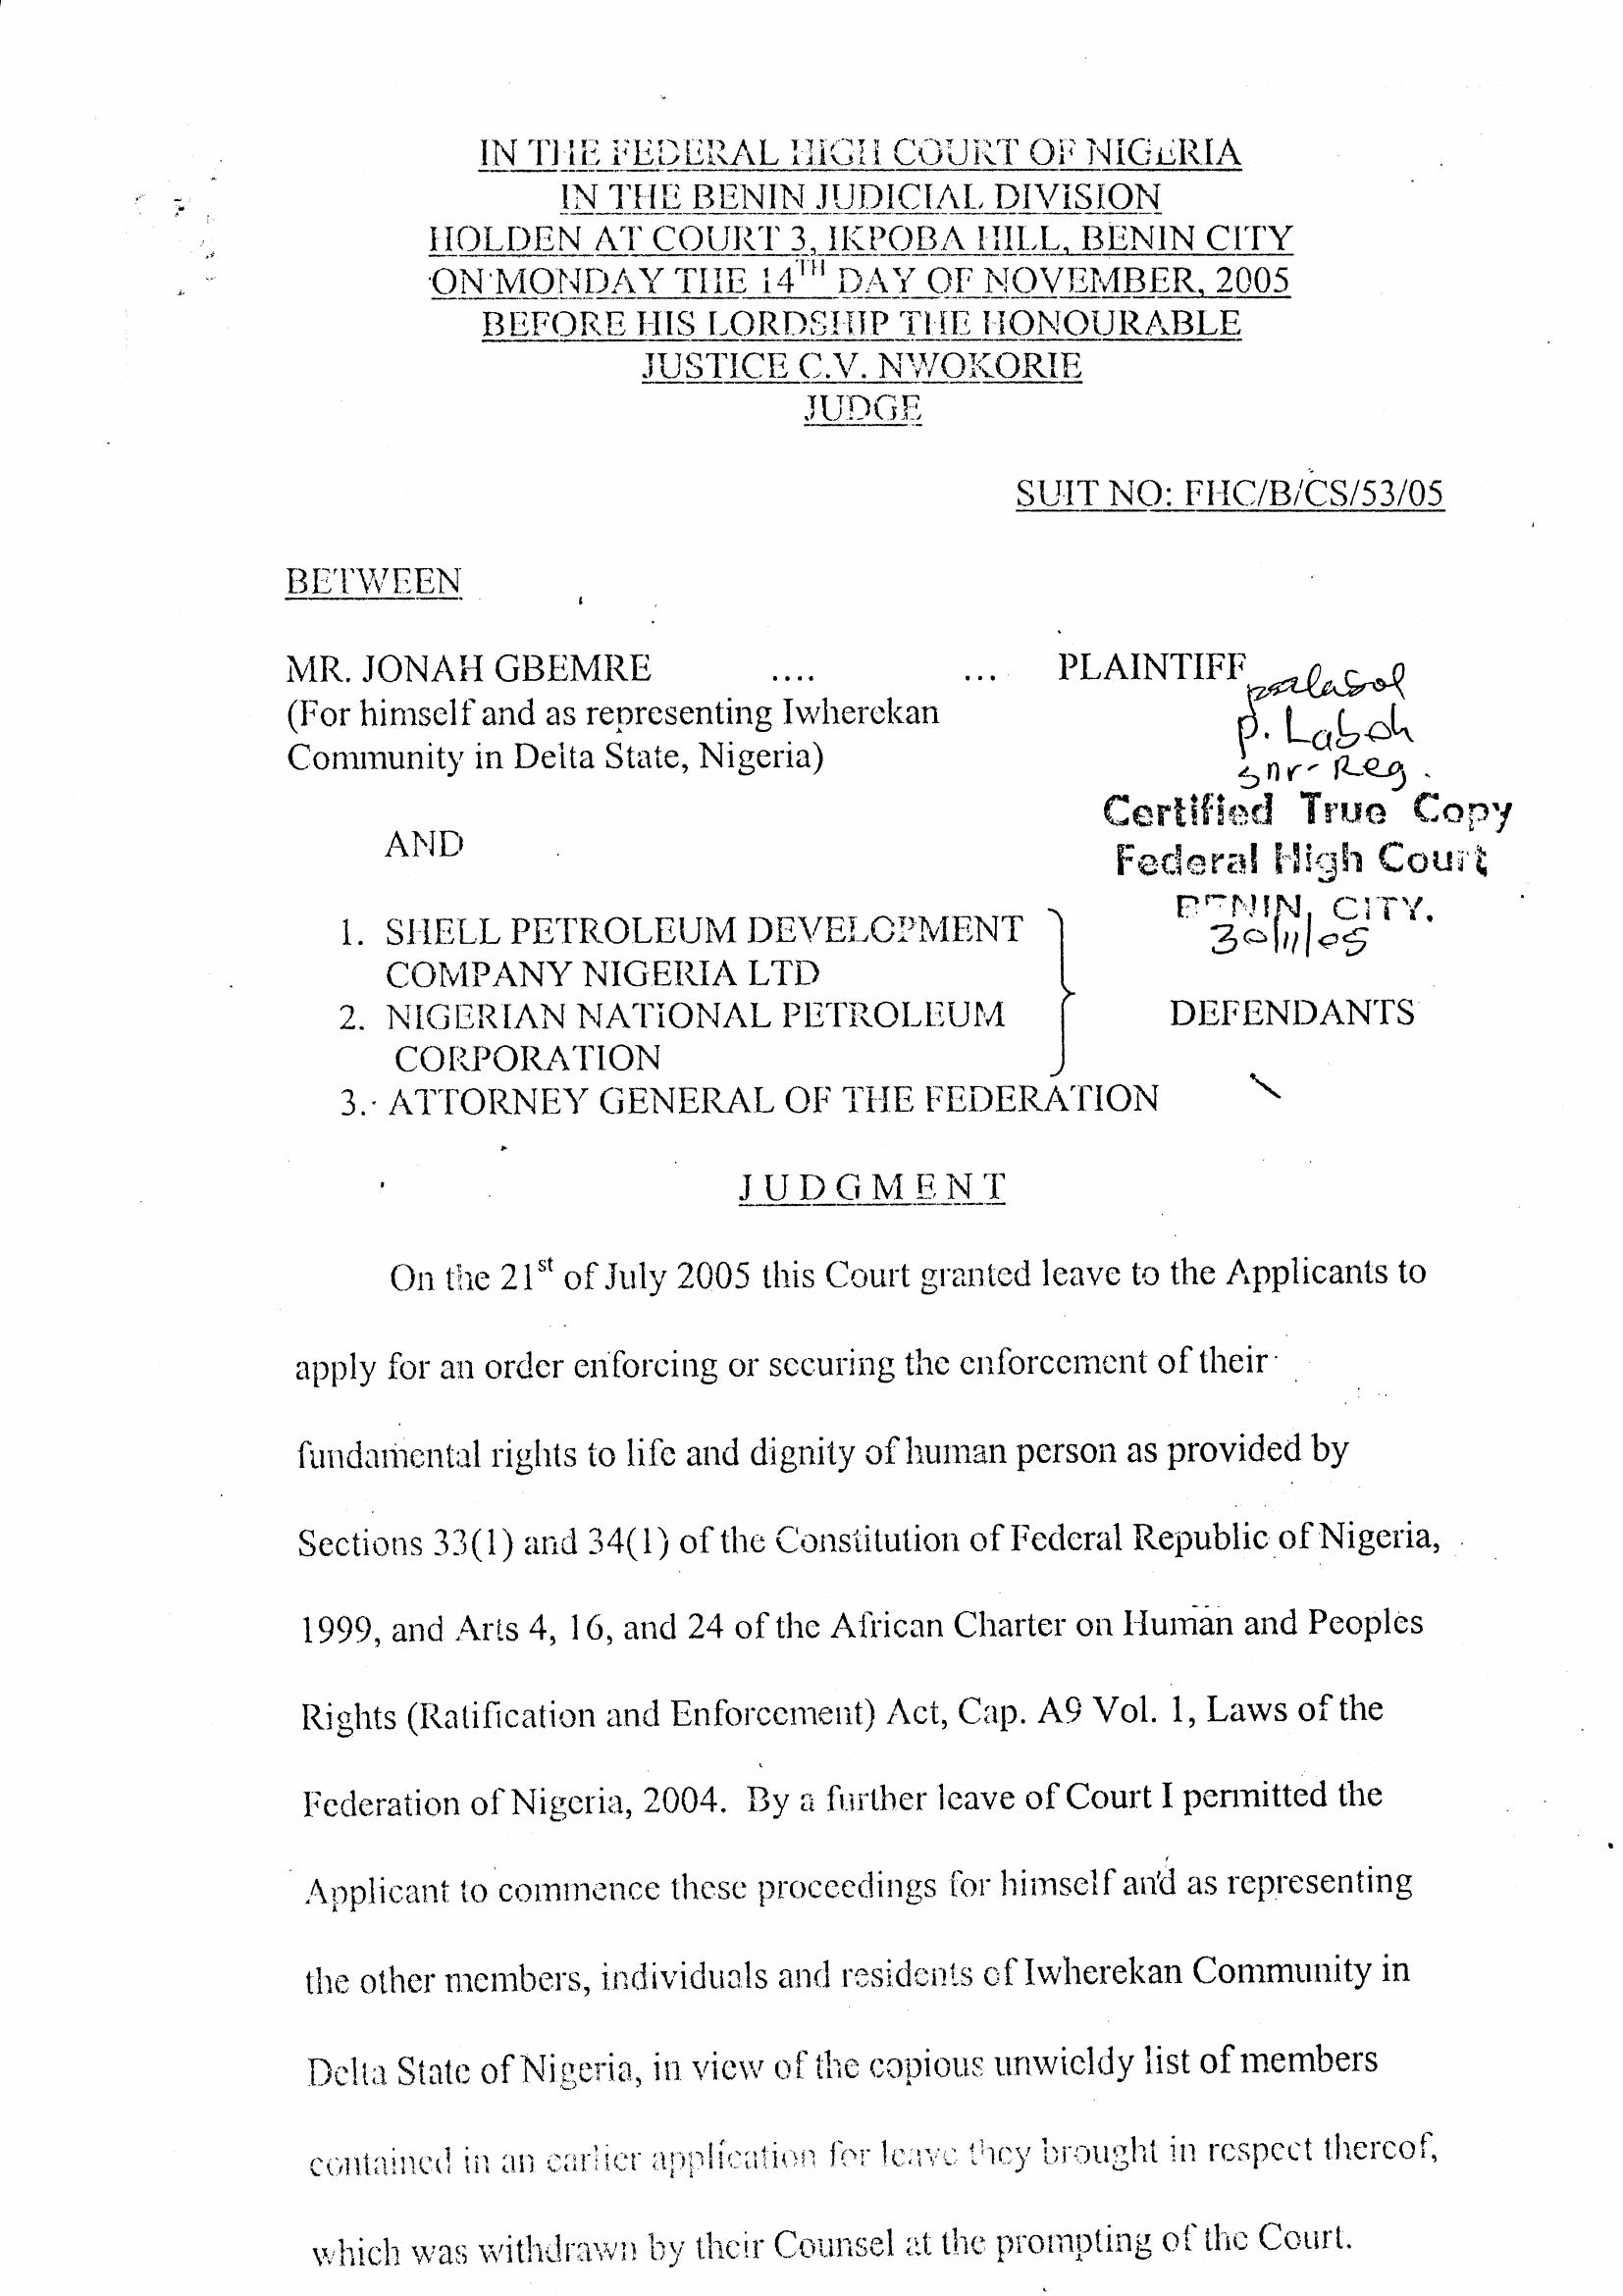 IN THE FEDERAL HIGH COURT OF NIGERIA
IN THE BENIN JUDICIAL DIVISION
HOLDEN AT COURT 3, IKPOBA HILL, BENIN CITY
ON MONDAY THE 14TH DAY OF NOVEMBER, 2005
BEFORE HIS LORDSHIP THE HONOURABLE
JUSTICE C.V. NWOKORIE
JUDGE
SUIT NO: FHC/B/CS/53/05
BETWEEN
MR. JONAH GBEMRE .... ... PLAINTIFF
(For himself and as representing Iwherekan
Community in Delta State, Nigeria)
P. Laboh
snr-Reg.
Certified True Copy
Federal High Court
BENIN, CITY.
30/11/05
AND
1. SHELL PETROLEUM DEVELOPMENT
COMPANY NIGERIA LTD
2. NIGERIAN NATIONAL PETROLEUM
CORPORATION
3. ATTORNEY GENERAL OF THE FEDERATION
DEFENDANTS
JUDGMENT
On the 21st of July 2005 this Court granted leave to the Applicants to
apply for an order enforcing or securing the enforcement of their
fundamental rights to life and dignity of human person as provided by
Sections 33(1) and 34(1) of the Constitution of Federal Republic of Nigeria,
1999, and Arts 4, 16, and 24 of the African Charter on Human and Peoples
Rights (Ratification and Enforcement) Act, Cap. A9 Vol. 1, Laws of the
Federation of Nigeria, 2004. By a further leave of Court I permitted the
Applicant to commence these proceedings for himself and as representing
the other members, individuals and residents of Iwherekan Community in
Delta State of Nigeria, in view of the copious unwieldy list of members
contained in an earlier application for leave they brought in respect thereof,
which was withdrawn by their Counsel at the prompting of the Court.